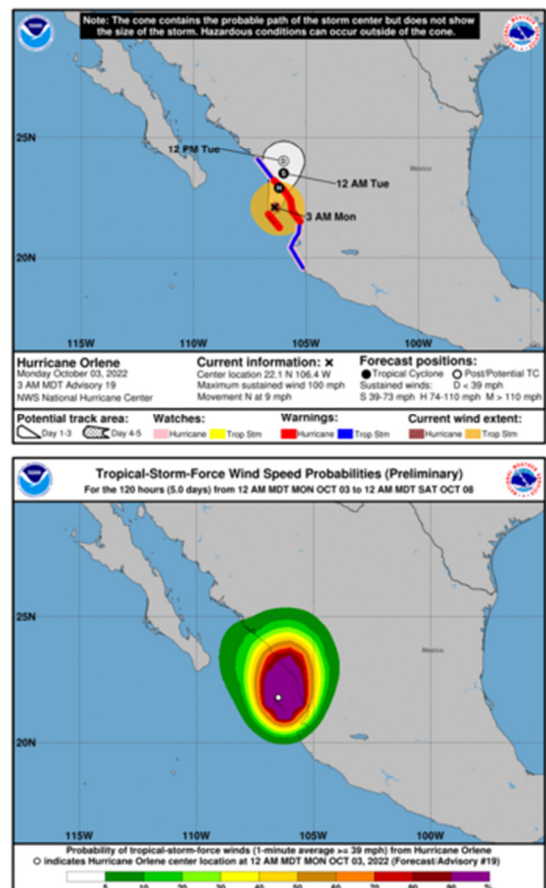 Note: The cone contains the probable path of the storm center but does not show
the size of the storm. Hazardous conditions can occur outside of the cone.
25N
12 PM Tue
D
Mexico
S
12 AM Tue
H
3 AM Mon
20N
115W 110W 105W 100W
Hurricane Orlene
Monday October 03, 2022
3 AM MDT Advisory 19
NWS National Hurricane Center
Current information: ✖
Center location 22.1 N 106.4 W
Maximum sustained wind 100 mph
Movement N at 9 mph
Forecast positions:
● Tropical Cyclone ○ Post/Potential TC
Sustained winds: D < 39 mph
S 39-73 mph H 74-110 mph M > 110 mph
Potential track area:
Day 1-3 Day 4-5
Watches:
Hurricane Trop Stm
Warnings:
Hurricane Trop Stm
Current wind extent:
Hurricane Trop Stm
Tropical-Storm-Force Wind Speed Probabilities (Preliminary)
For the 120 hours (5.0 days) from 12 AM MDT MON OCT 03 to 12 AM MDT SAT OCT 08
25N
Mexico
20N
115W 110W 105W 100W
Probability of tropical-storm-force winds (1-minute average >= 39 mph) from Hurricane Orlene
○ indicates Hurricane Orlene center location at 12 AM MDT MON OCT 03, 2022 (Forecast/Advisory #19)